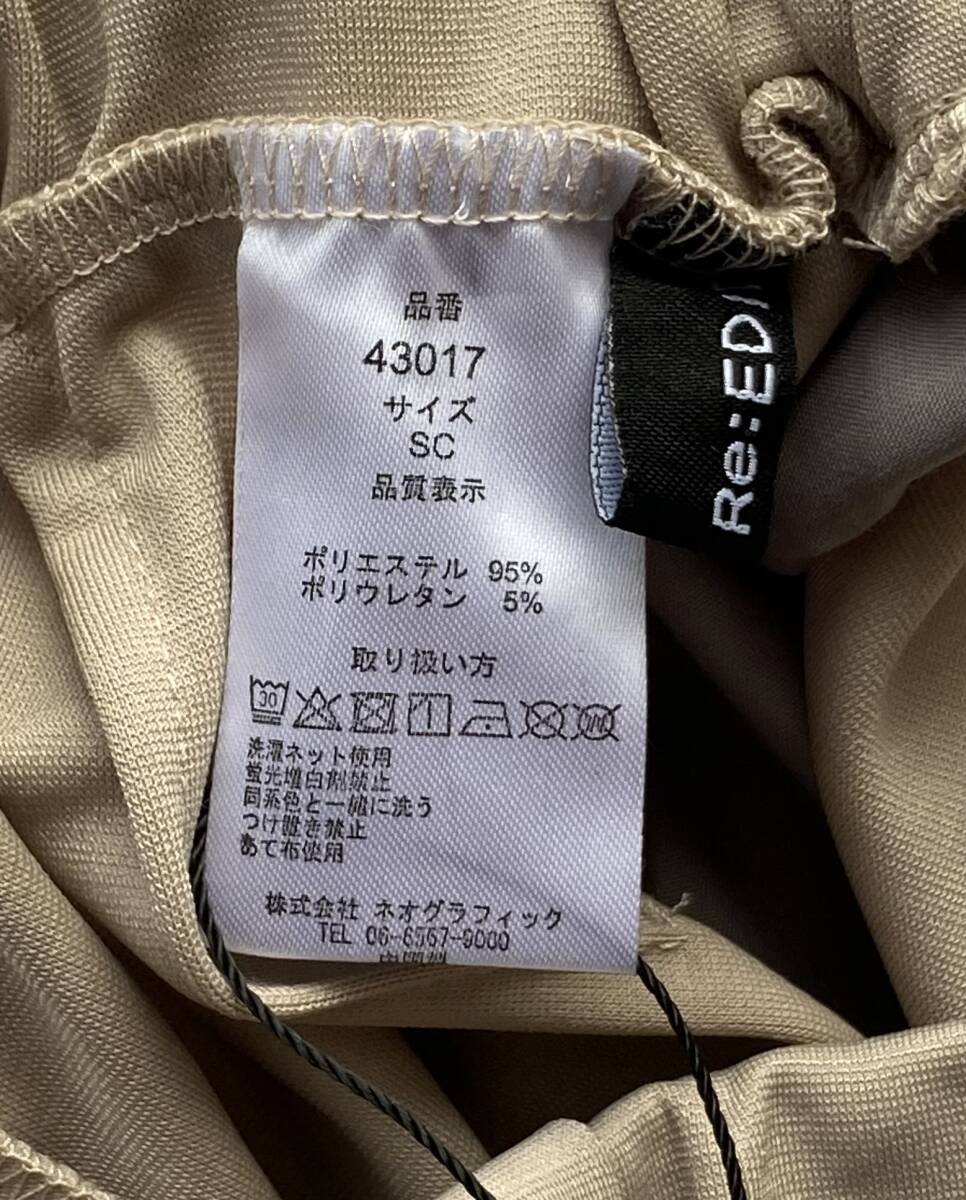 品番
43017
サイズ
SC
品質表示
ポリエステル 95%
ポリウレタン 5%
取り扱い方
30
洗濯ネット使用
蛍光増白剤禁止
同系色と一緒に洗う
つけ置き禁止
あて布使用
株式会社 ネオグラフィック
TEL 06-6567-9000
Re:ED